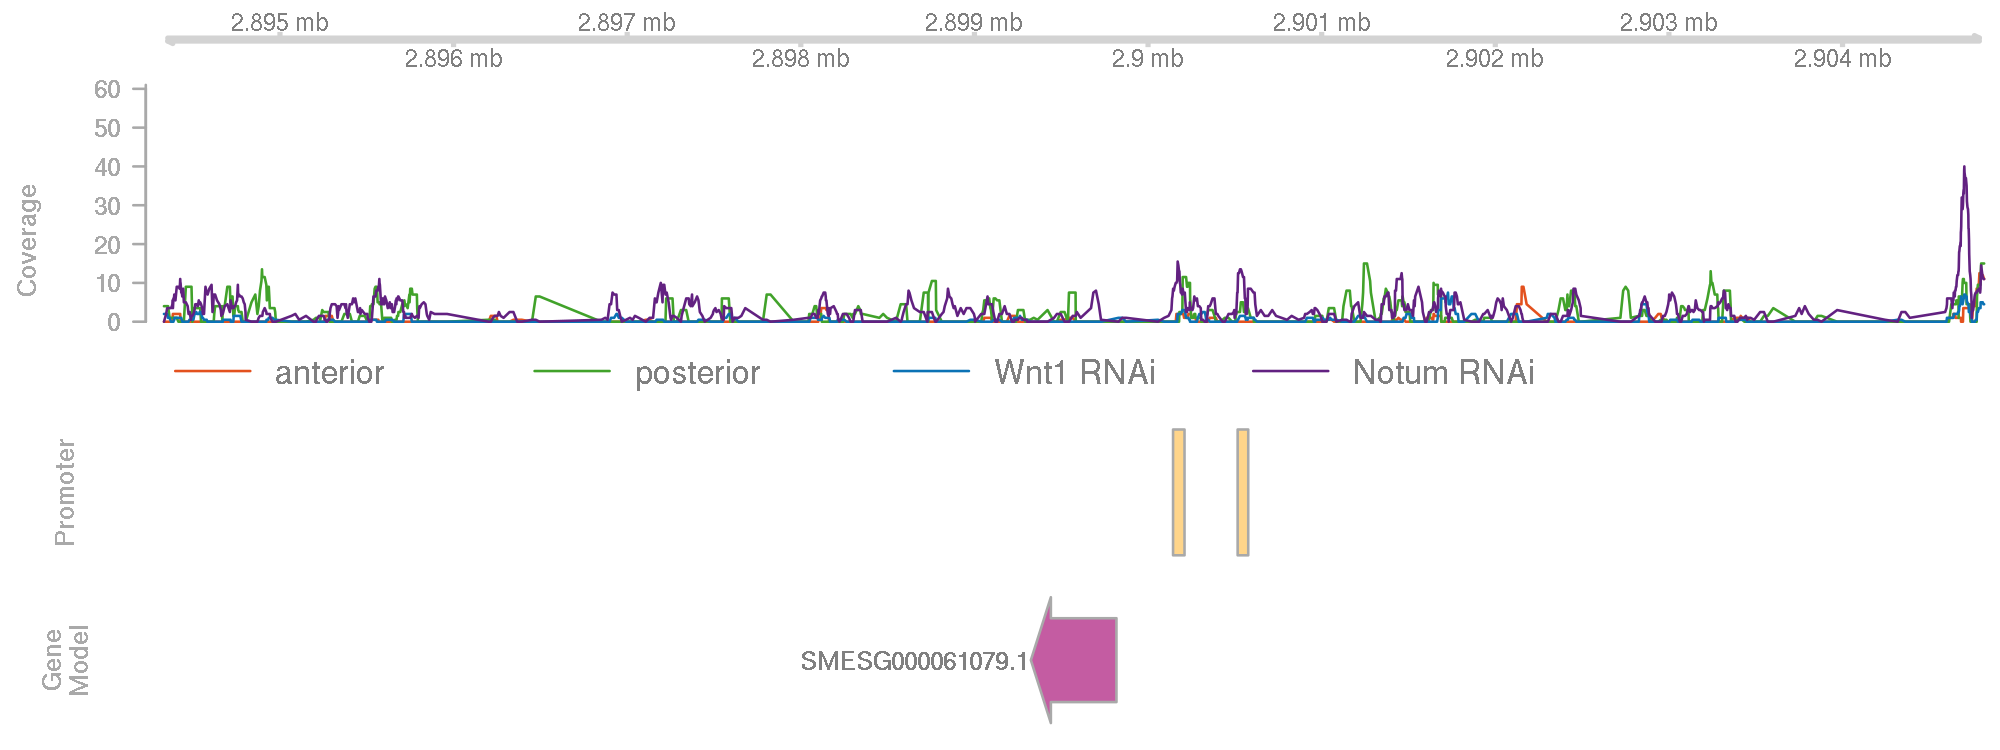 2.895 mb 2.897 mb 2.899 mb 2.901 mb 2.903 mb
2.896 mb 2.898 mb 2.9 mb 2.902 mb 2.904 mb
60
50
40
30
20
10
0
Coverage
anterior posterior Wnt1 RNAi Notum RNAi
Promoter
Gene
Model
SMESG000061079.1